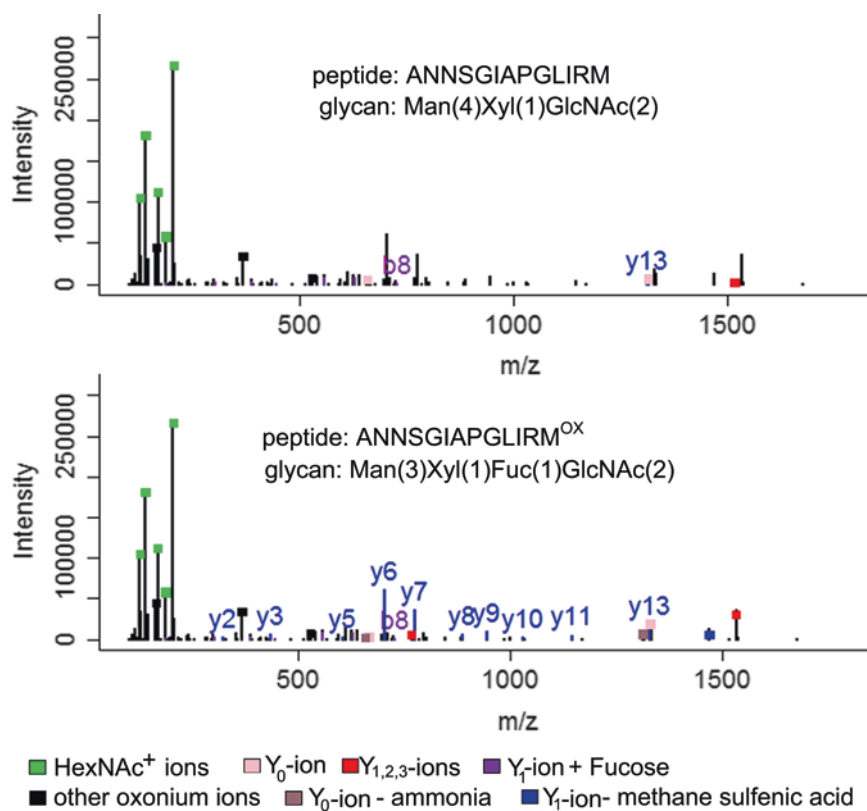 Intensity
250000
100000
0
peptide: ANNSGIAPGLIRM
glycan: Man(4)Xyl(1)GlcNAc(2)
b8
y13
500
1000
1500
m/z
Intensity
250000
100000
0
peptide: ANNSGIAPGLIRM^OX
glycan: Man(3)Xyl(1)Fuc(1)GlcNAc(2)
y2
y3
y5
y6
b8
y7
y8
y9
y10
y11
y13
500
1000
1500
m/z
HexNAc+ ions Y0-ion Y1,2,3-ions Y1-ion + Fucose
other oxonium ions Y0-ion - ammonia Y1-ion- methane sulfenic acid